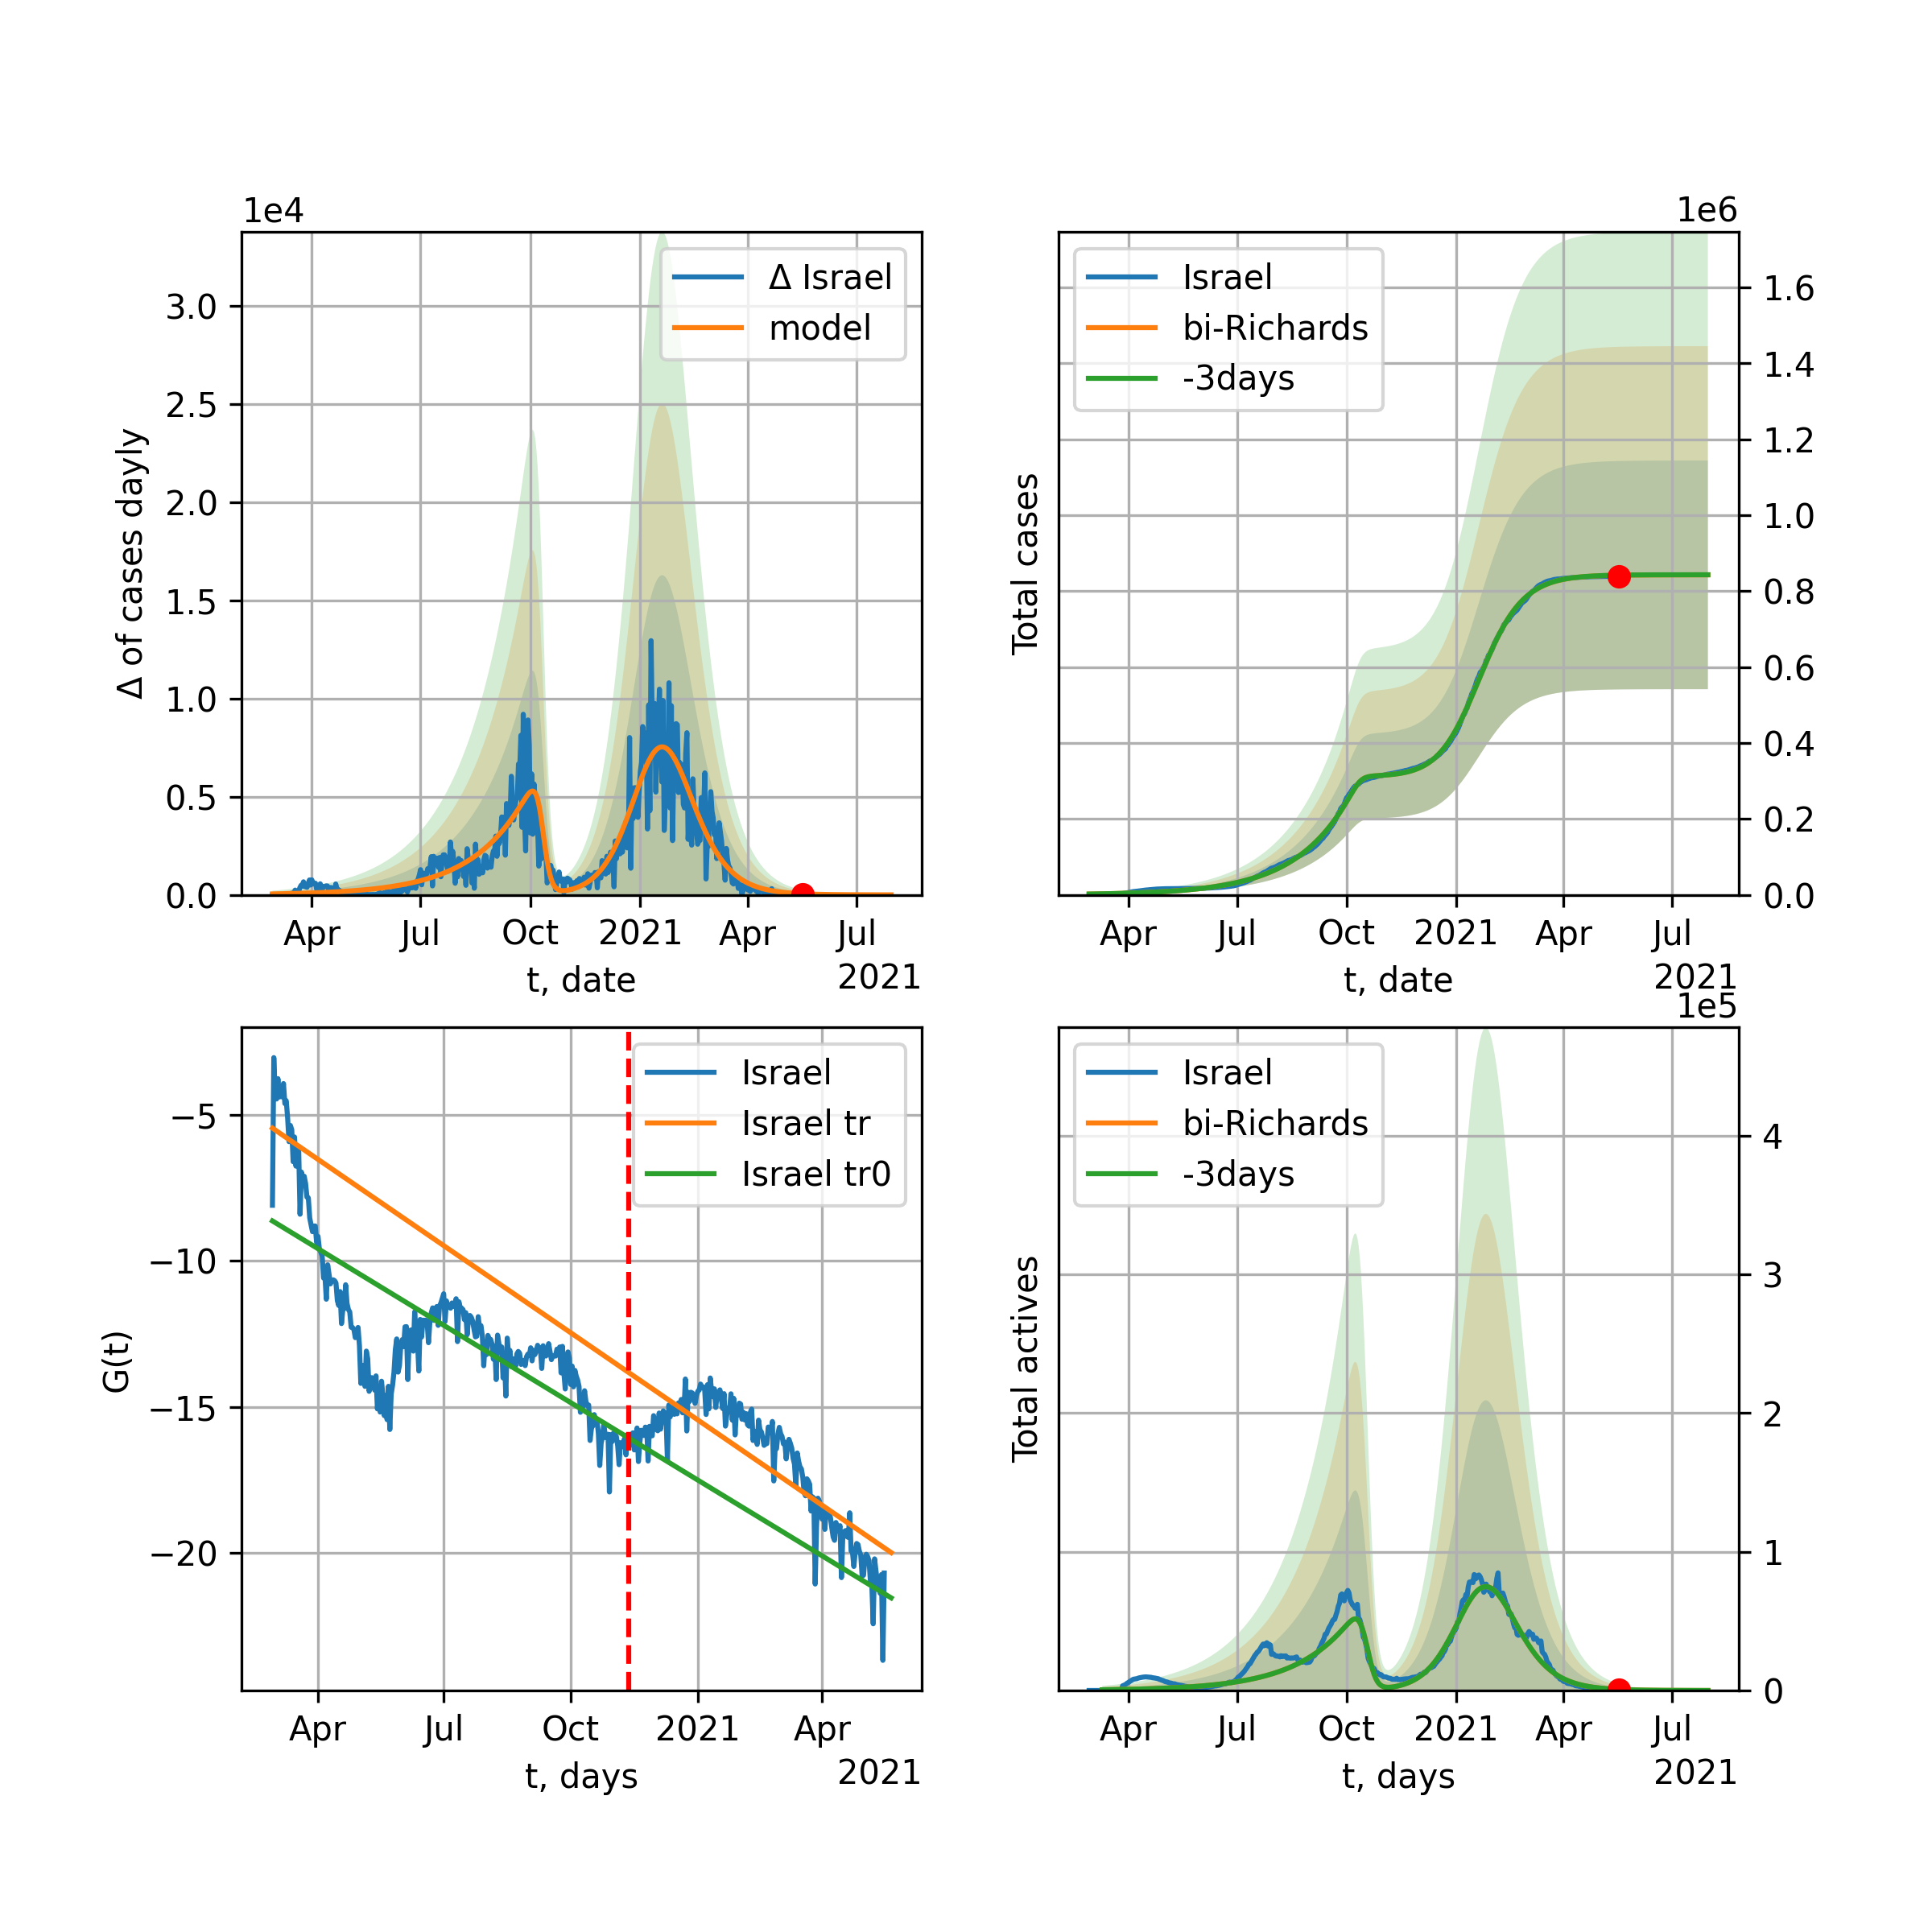 1e4
Δ of cases dayly
3.0
2.5
2.0
1.5
1.0
0.5
0.0
Δ Israel
model
Apr Jul Oct 2021 Apr Jul
t, date
2021
1e6
Total cases
Israel
bi-Richards
-3days
1.6
1.4
1.2
1.0
0.8
0.6
0.4
0.2
0.0
Apr Jul Oct 2021 Apr Jul
t, date
2021
G(t)
−5
−10
−15
−20
Israel
Israel tr
Israel tr0
Apr Jul Oct 2021 Apr
t, days
2021
1e5
Total actives
Israel
bi-Richards
-3days
4
3
2
1
0
Apr Jul Oct 2021 Apr Jul
t, days
2021